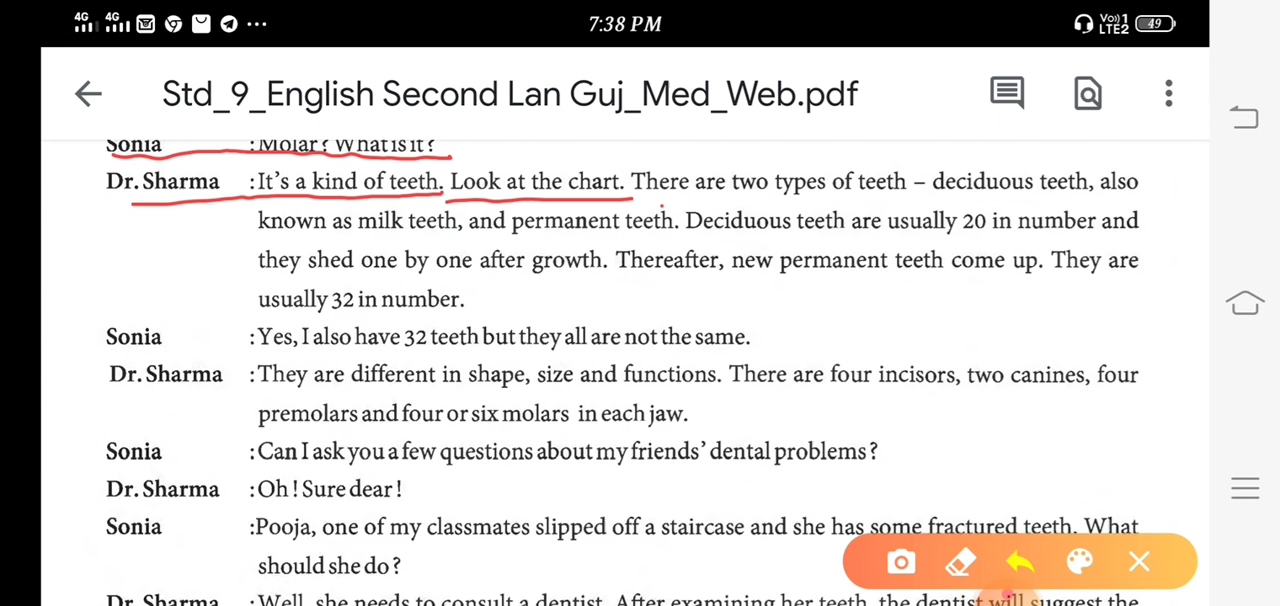 4G 4G ... 7:38 PM Vo)) 1 LTE2 49
Std_9_English Second Lan Guj_Med_Web.pdf
Sonia : Molar? What is it?
Dr. Sharma : It's a kind of teeth. Look at the chart. There are two types of teeth – deciduous teeth, also
known as milk teeth, and permanent teeth. Deciduous teeth are usually 20 in number and
they shed one by one after growth. Thereafter, new permanent teeth come up. They are
usually 32 in number.
Sonia : Yes, I also have 32 teeth but they all are not the same.
Dr. Sharma : They are different in shape, size and functions. There are four incisors, two canines, four
premolars and four or six molars in each jaw.
Sonia : Can I ask you a few questions about my friends' dental problems?
Dr. Sharma : Oh! Sure dear!
Sonia : Pooja, one of my classmates slipped off a staircase and she has some fractured teeth. What
should she do?
Dr. Sharma : Well, she needs to consult a dentist. After examining her teeth, the dentist will suggest the